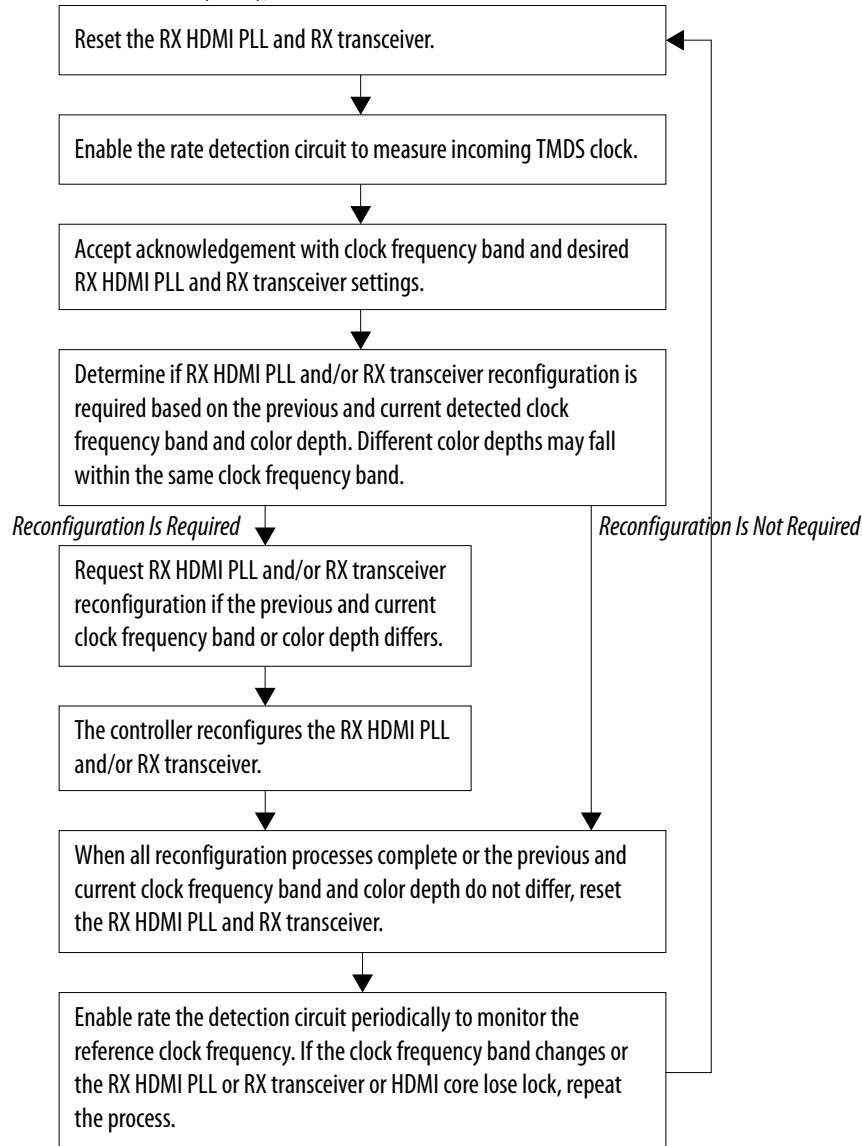 Reset the RX HDMI PLL and RX transceiver.
Enable the rate detection circuit to measure incoming TMDS clock.
Accept acknowledgement with clock frequency band and desired
RX HDMI PLL and RX transceiver settings.
Determine if RX HDMI PLL and/or RX transceiver reconfiguration is
required based on the previous and current detected clock
frequency band and color depth. Different color depths may fall
within the same clock frequency band.
Reconfiguration Is Required
Reconfiguration Is Not Required
Request RX HDMI PLL and/or RX transceiver
reconfiguration if the previous and current
clock frequency band or color depth differs.
The controller reconfigures the RX HDMI PLL
and/or RX transceiver.
When all reconfiguration processes complete or the previous and
current clock frequency band and color depth do not differ, reset
the RX HDMI PLL and RX transceiver.
Enable rate the detection circuit periodically to monitor the
reference clock frequency. If the clock frequency band changes or
the RX HDMI PLL or RX transceiver or HDMI core lose lock, repeat
the process.